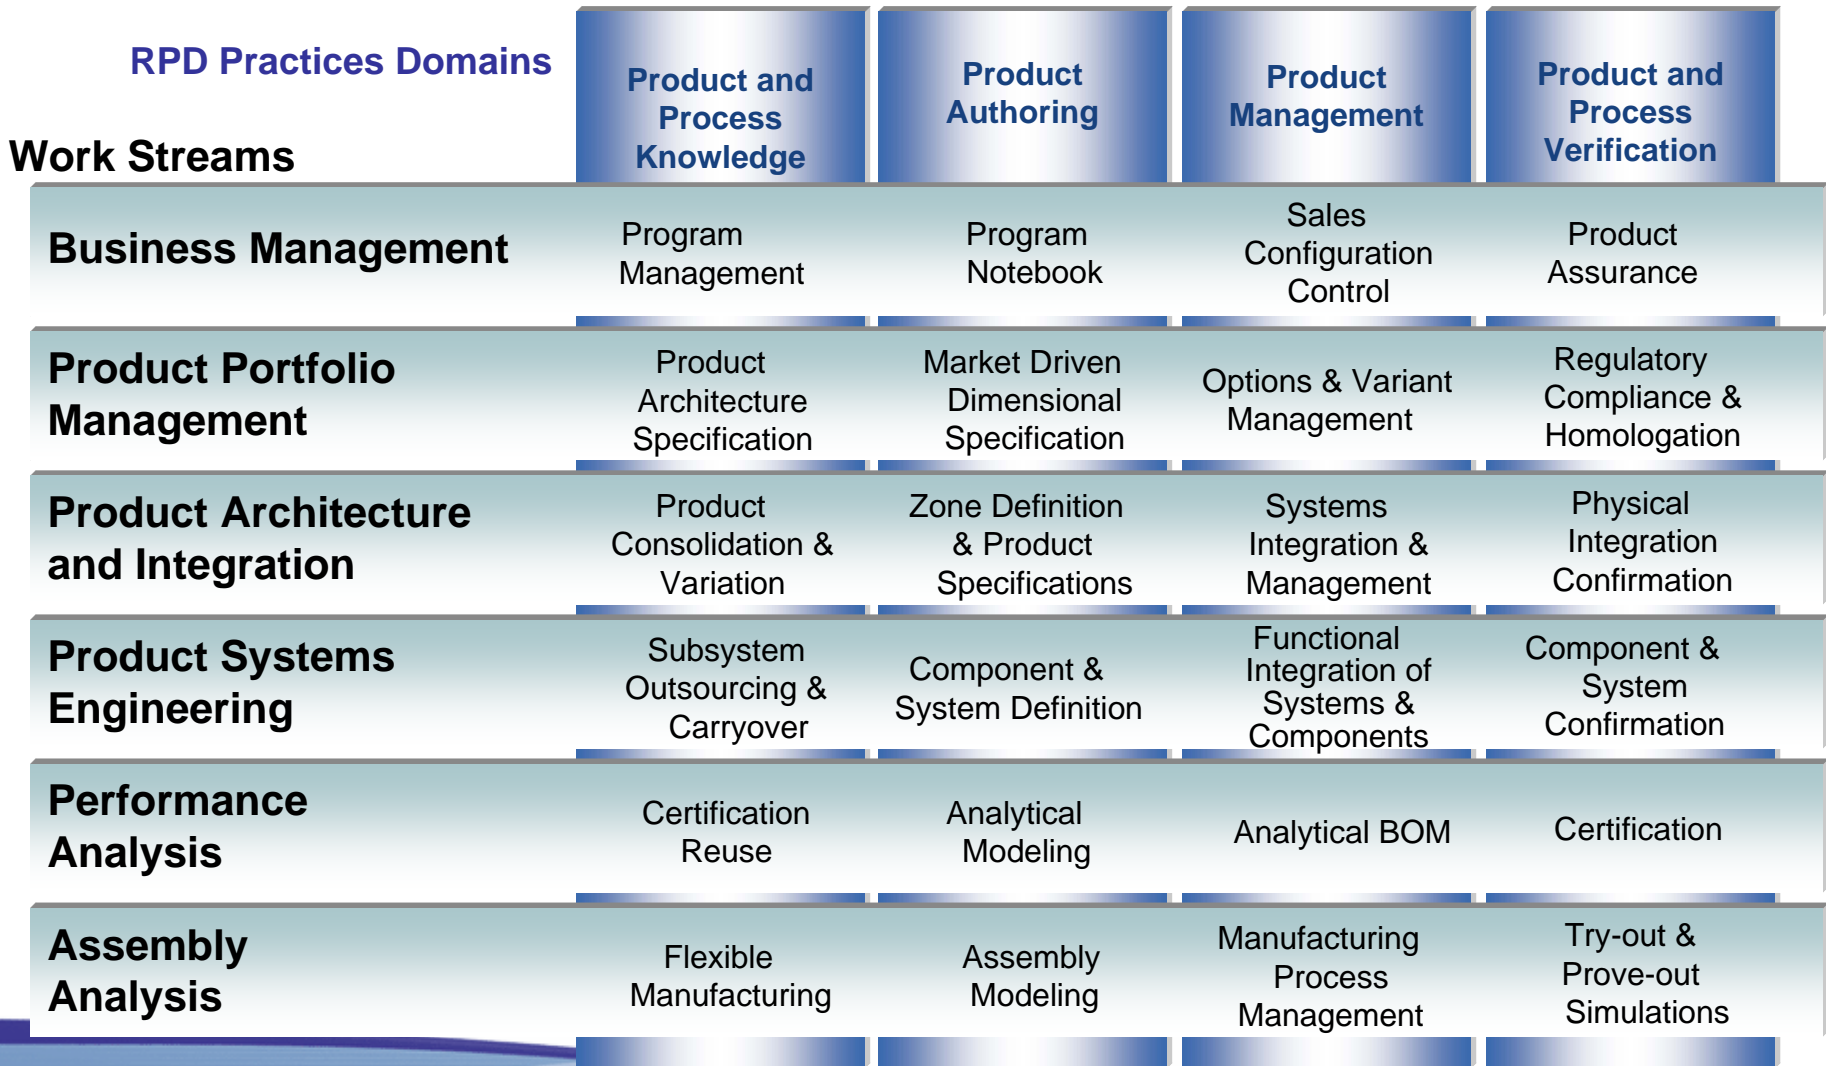 RPD Practices Domains
Product and
Process
Knowledge
Product
Authoring
Product
Management
Product and
Process
Verification
Work Streams
Business Management
Program
Management
Program
Notebook
Sales
Configuration
Control
Product
Assurance
Product Portfolio
Management
Product
Architecture
Specification
Market Driven
Dimensional
Specification
Options & Variant
Management
Regulatory
Compliance &
Homologation
Product Architecture
and Integration
Product
Consolidation &
Variation
Zone Definition
& Product
Specifications
Systems
Integration &
Management
Physical
Integration
Confirmation
Product Systems
Engineering
Subsystem
Outsourcing &
Carryover
Component &
System Definition
Functional
Integration of
Systems &
Components
Component &
System
Confirmation
Performance
Analysis
Certification
Reuse
Analytical
Modeling
Analytical BOM
Certification
Assembly
Analysis
Flexible
Manufacturing
Assembly
Modeling
Manufacturing
Process
Management
Try-out &
Prove-out
Simulations